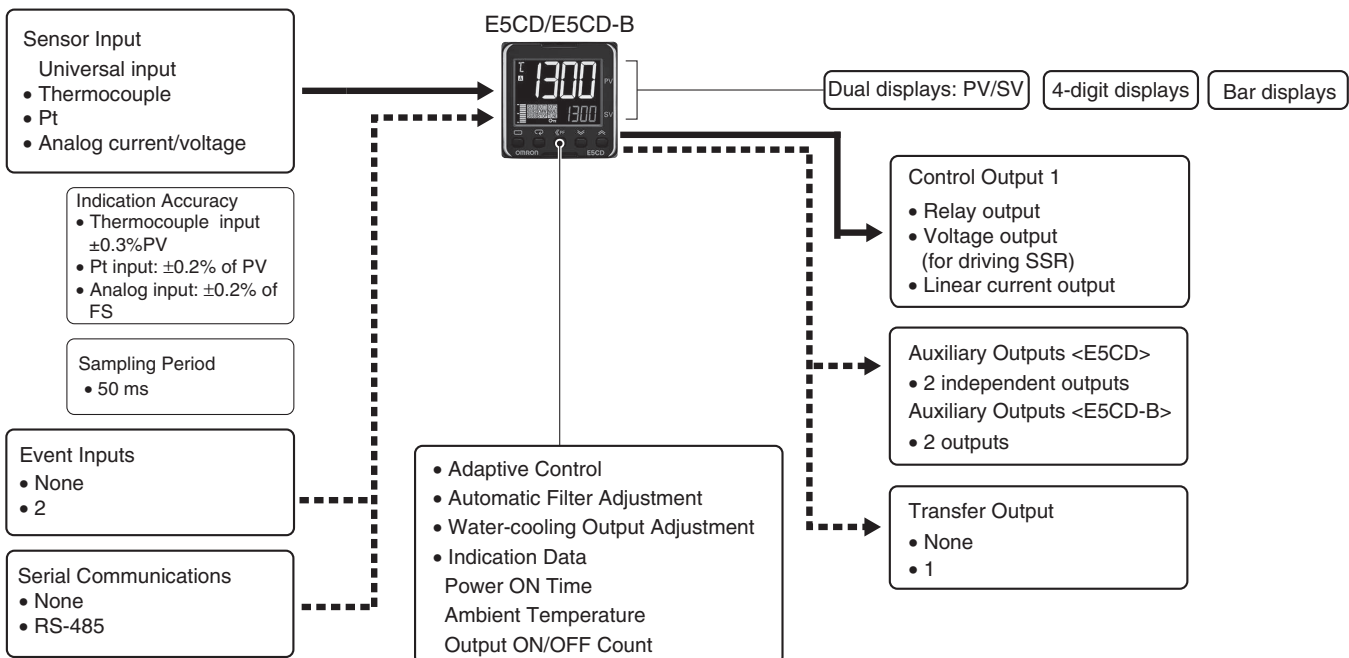 E5CD/E5CD-B
Sensor Input
Universal input
• Thermocouple
• Pt
• Analog current/voltage
1300
PV
1300
SV
PF
OMRON
E5CD
Dual displays: PV/SV
4-digit displays
Bar displays
Indication Accuracy
• Thermocouple input
±0.3%PV
• Pt input: ±0.2% of PV
• Analog input: ±0.2% of
FS
Sampling Period
• 50 ms
Event Inputs
• None
• 2
Serial Communications
• None
• RS-485
• Adaptive Control
• Automatic Filter Adjustment
• Water-cooling Output Adjustment
• Indication Data
Power ON Time
Ambient Temperature
Output ON/OFF Count
Control Output 1
• Relay output
• Voltage output
(for driving SSR)
• Linear current output
Auxiliary Outputs <E5CD>
• 2 independent outputs
Auxiliary Outputs <E5CD-B>
• 2 outputs
Transfer Output
• None
• 1